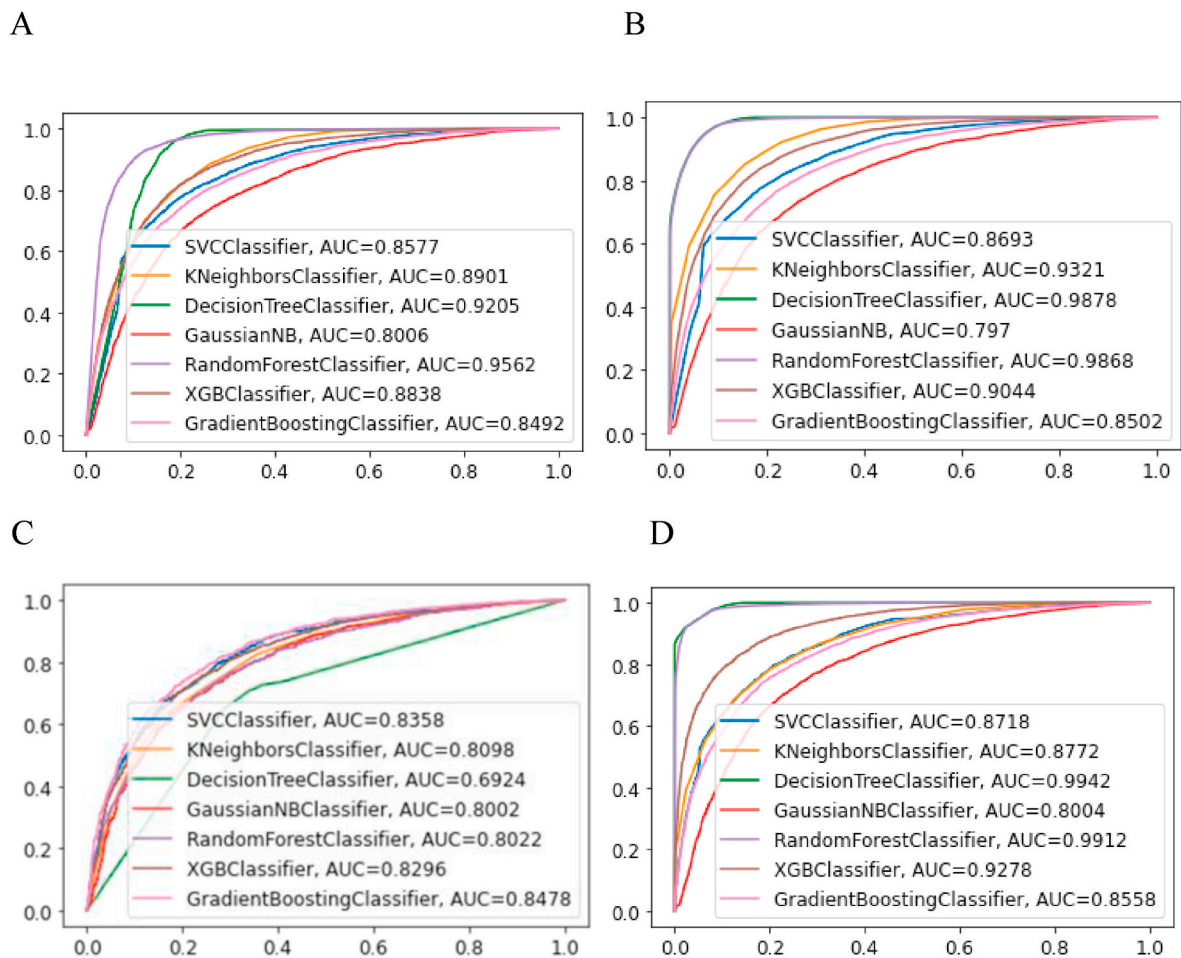 A
1.0
0.8
0.6
0.4
0.2
0.0
SVCClassifier, AUC=0.8577
KNeighborsClassifier, AUC=0.8901
DecisionTreeClassifier, AUC=0.9205
GaussianNB, AUC=0.8006
RandomForestClassifier, AUC=0.9562
XGBClassifier, AUC=0.8838
GradientBoostingClassifier, AUC=0.8492
0.0 0.2 0.4 0.6 0.8 1.0
B
1.0
0.8
0.6
0.4
0.2
0.0
SVCClassifier, AUC=0.8693
KNeighborsClassifier, AUC=0.9321
DecisionTreeClassifier, AUC=0.9878
GaussianNB, AUC=0.797
RandomForestClassifier, AUC=0.9868
XGBClassifier, AUC=0.9044
GradientBoostingClassifier, AUC=0.8502
0.0 0.2 0.4 0.6 0.8 1.0
C
1.0
0.8
0.6
0.4
0.2
0.0
SVCClassifier, AUC=0.8358
KNeighborsClassifier, AUC=0.8098
DecisionTreeClassifier, AUC=0.6924
GaussianNBClassifier, AUC=0.8002
RandomForestClassifier, AUC=0.8022
XGBClassifier, AUC=0.8296
GradientBoostingClassifier, AUC=0.8478
0.0 0.2 0.4 0.6 0.8 1.0
D
1.0
0.8
0.6
0.4
0.2
0.0
SVCClassifier, AUC=0.8718
KNeighborsClassifier, AUC=0.8772
DecisionTreeClassifier, AUC=0.9942
GaussianNBClassifier, AUC=0.8004
RandomForestClassifier, AUC=0.9912
XGBClassifier, AUC=0.9278
GradientBoostingClassifier, AUC=0.8558
0.0 0.2 0.4 0.6 0.8 1.0